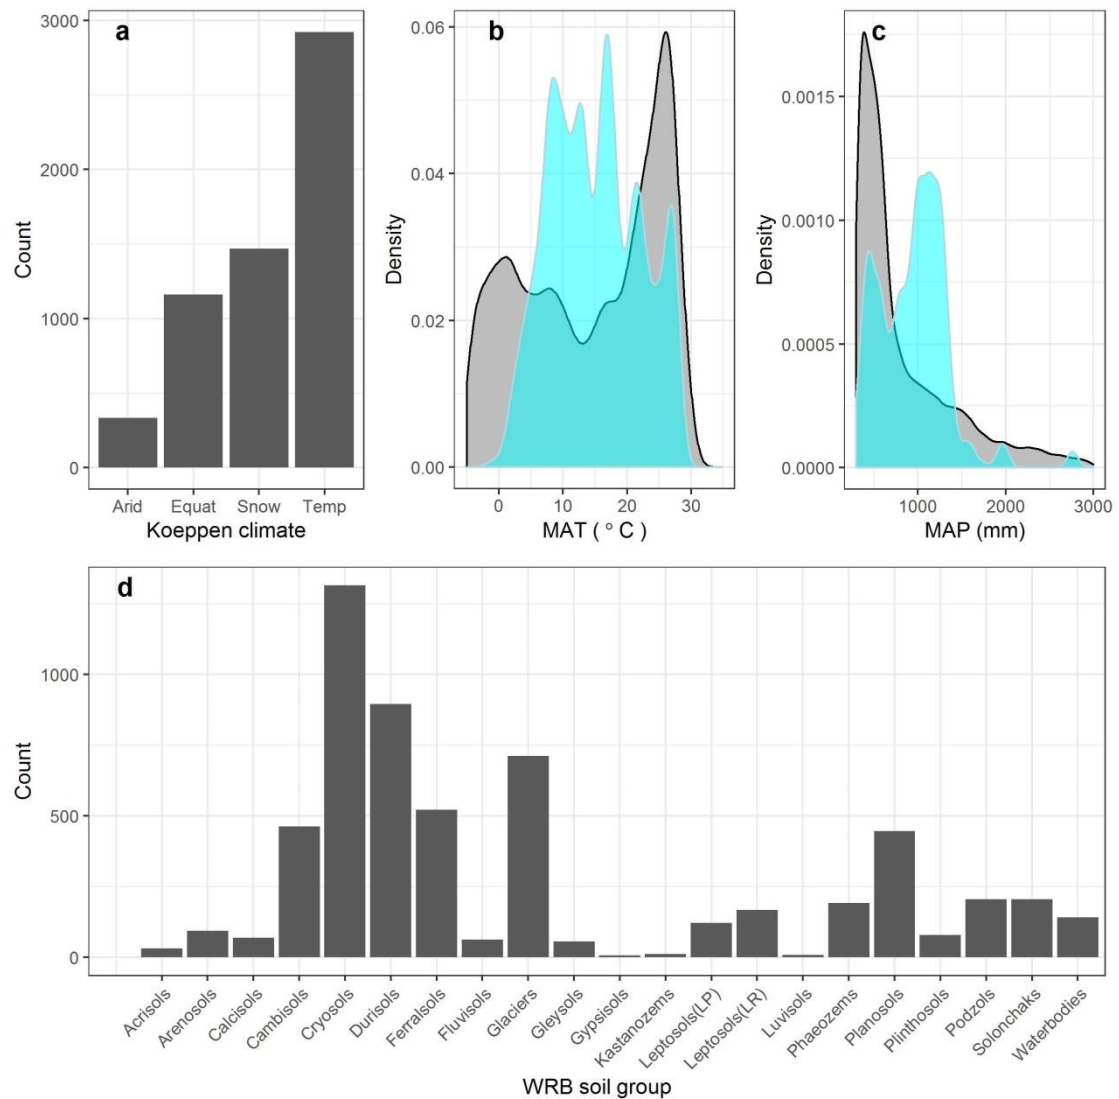 a
3000
2000
1000
0
Count
Arid Equat Snow Temp
Koeppen climate
b
0.06
0.04
0.02
0.00
Density
0 10 20 30
MAT ( ° C )
c
0.0015
0.0010
0.0005
0.0000
Density
1000 2000 3000
MAP (mm)
d
1000
500
0
Count
Acrisols
Arenosols
Calcisols
Cambisols
Cryosols
Durisols
Ferralsols
Fluvisols
Glaciers
Gleysols
Gypsisols
Kastanozems
Leptosols(LP)
Leptosols(LR)
Luvisols
Phaeozems
Planosols
Plinthosols
Podzols
Solonchaks
Waterbodies
WRB soil group